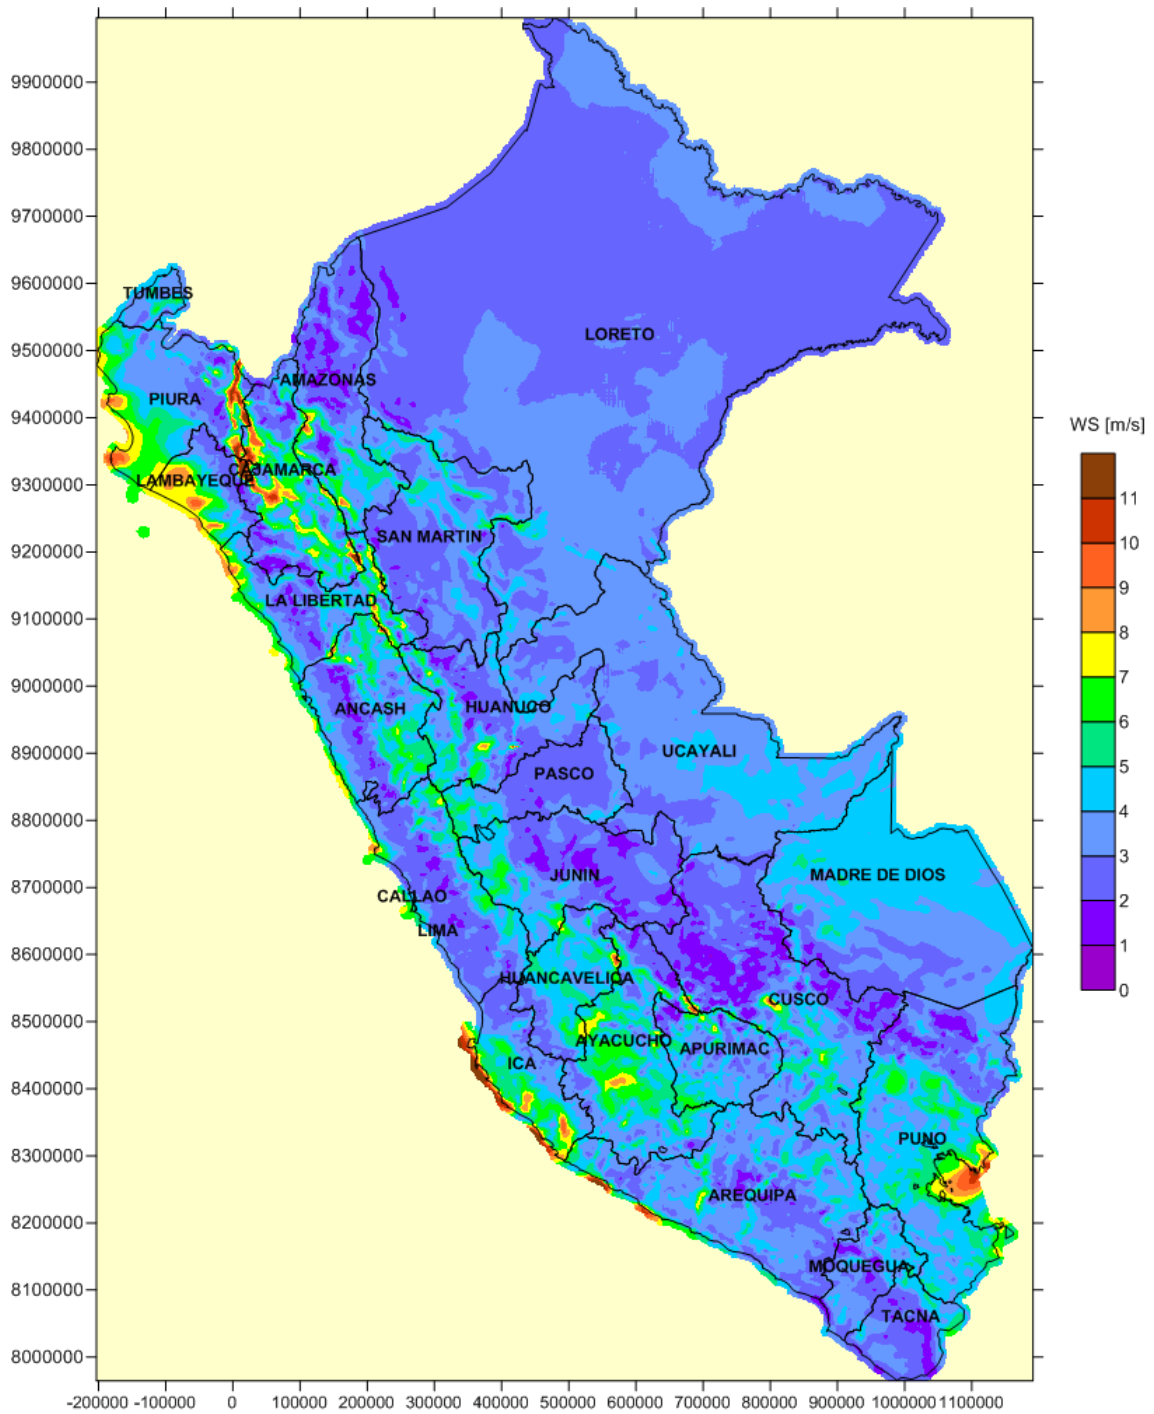 9900000
9800000
9700000
9600000
9500000
9400000
9300000
9200000
9100000
9000000
8900000
8800000
8700000
8600000
8500000
8400000
8300000
8200000
8100000
8000000
TUMBES
LORETO
AMAZONAS
PIURA
CAJAMARCA
LAMBAYEQUE
SAN MARTIN
LA LIBERTAD
ANCASH
HUANUCO
UCAYALI
PASCO
JUNIN
MADRE DE DIOS
CALLAO
LIMA
HUANCAVELICA
CUSCO
AYACUCHO
APURIMAC
ICA
PUNO
AREQUIPA
MOQUEGUA
TACNA
WS [m/s]
11
10
9
8
7
6
5
4
3
2
1
0
-200000 -100000 0 100000 200000 300000 400000 500000 600000 700000 800000 900000 1000000 1100000